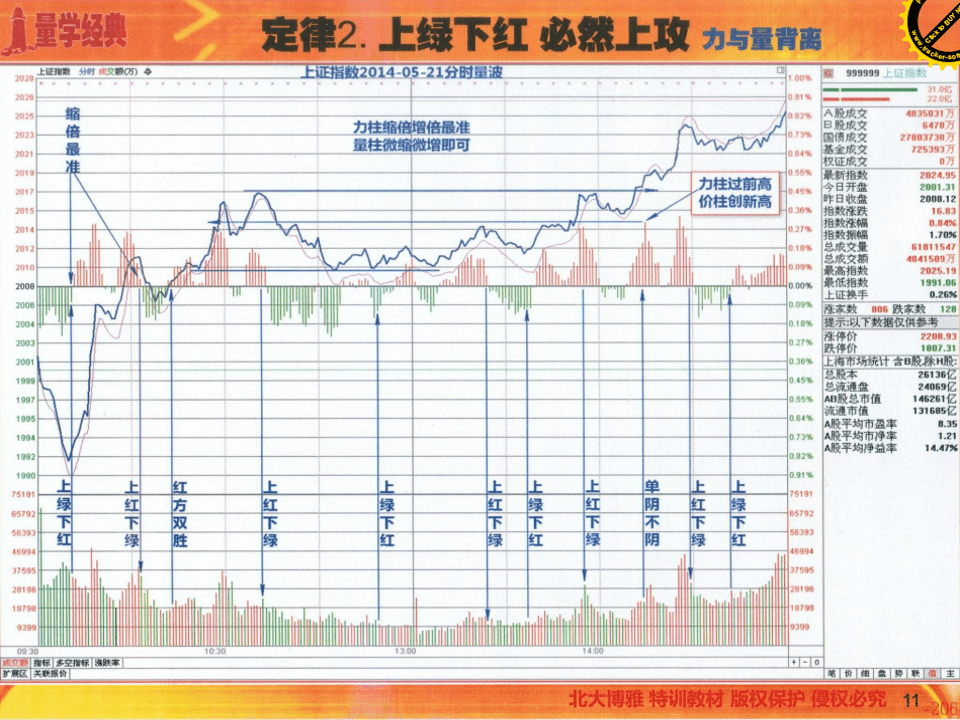 量学经典
定律2. 上绿下红 必然上攻 力与量背离
上证指数 分时 成交额(万)
上证指数2014-05-21分时量波
999999 上证指数
31.0亿
22.0亿
A股成交 4835031万
B股成交 6478万
国债成交 27803730万
基金成交 725393万
权证成交 0万
最新指数 2024.95
今日开盘 2001.31
昨日收盘 2008.12
指数涨跌 16.83
指数涨幅 0.84%
指数振幅 1.70%
总成交量 61811547
总成交额 4841509万
最高指数 2025.19
最低指数 1991.06
上证换手 0.26%
涨家数 806 跌家数 128
提示:以下数据仅供参考
涨停价 2208.93
跌停价 1807.31
上海市场统计 含B股,除H股:
总股本 26136亿
总流通盘 24069亿
AB股总市值 146261亿
流通市值 131685亿
A股平均市盈率 8.35
A股平均市净率 1.21
A股平均净益率 14.47%
缩倍最准
力柱缩倍增倍最准
量柱微缩微增即可
力柱过前高
价柱创新高
2028
2026
2025
2023
2021
2019
2017
2015
2014
2012
2010
2008
2006
2004
2003
2001
1999
1997
1995
1994
1992
1990
75191
65792
56393
46994
37595
28196
18798
9399
1.00%
0.91%
0.82%
0.73%
0.64%
0.55%
0.45%
0.36%
0.27%
0.18%
0.09%
0.00%
0.09%
0.18%
0.27%
0.36%
0.45%
0.55%
0.64%
0.73%
0.82%
0.91%
75191
65792
56393
46994
37595
28196
18798
9399
上绿下红
上红下绿
红方双胜
上红下绿
上绿下红
上红下绿
上绿下红
上红下绿
单阴不阴
上红下绿
上绿下红
09:30 10:30 13:00 14:00
成交额 指标 多空指标 涨跌率
扩展区 关联报价
笔 价 细 盘 势 联 值 主
北大博雅 特训教材 版权保护 侵权必究 11
-206